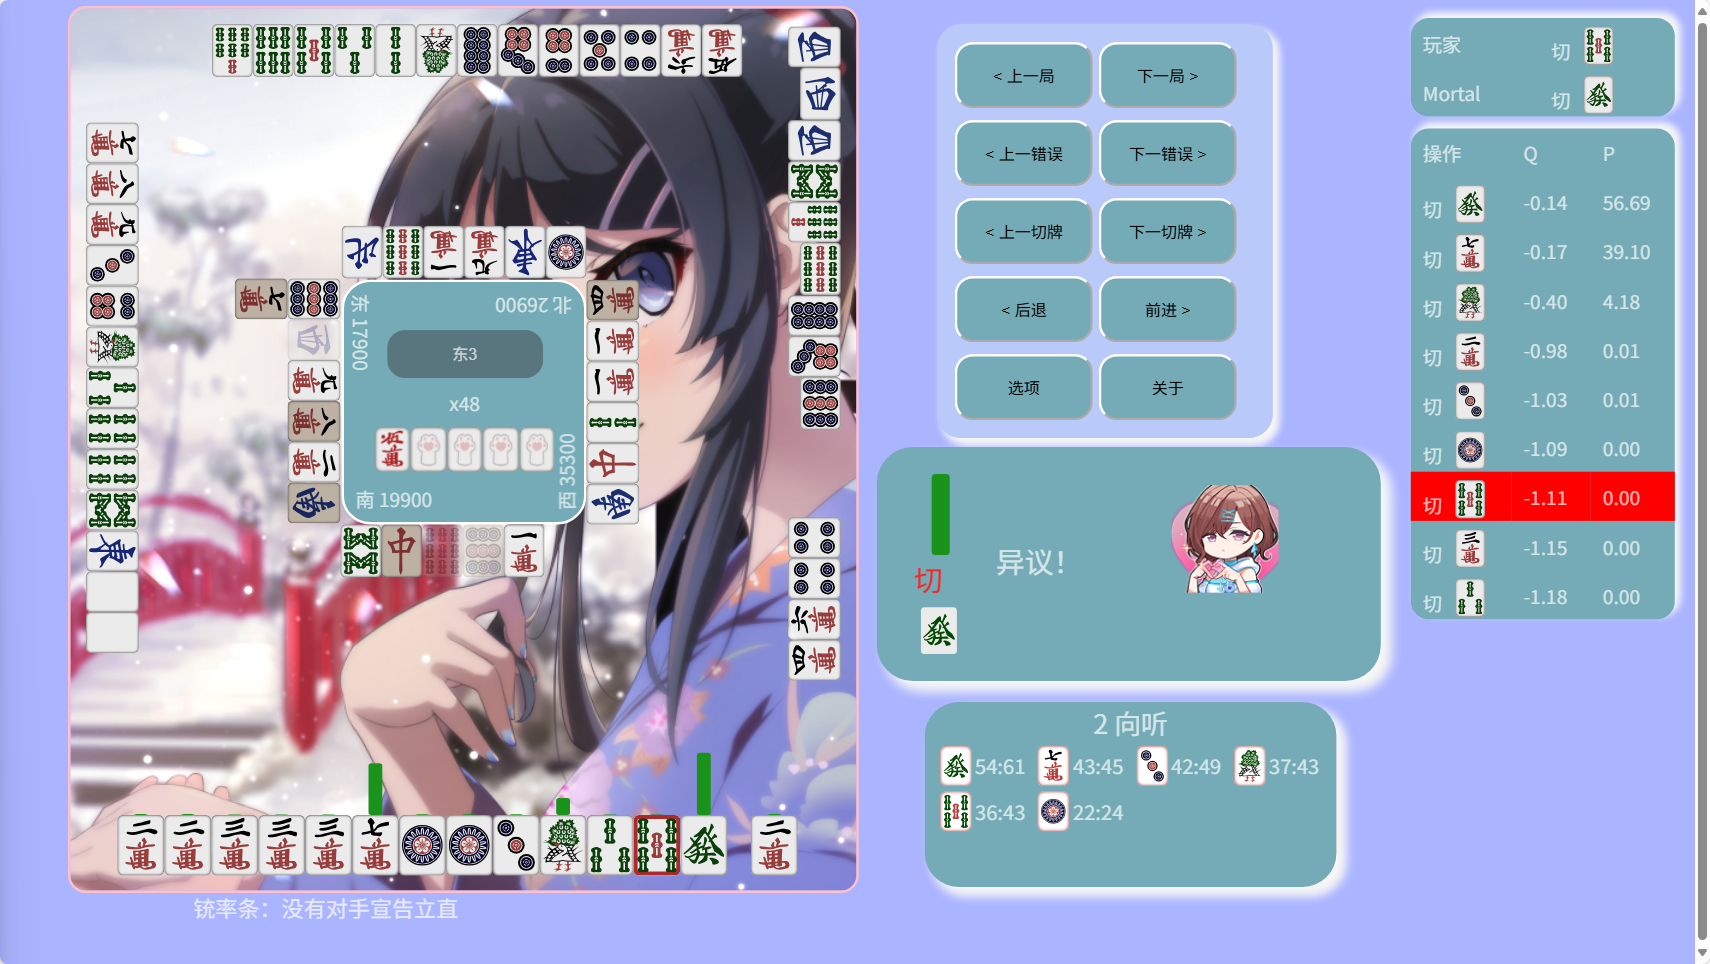 东 17900
北 26900
东3
x48
西 35300
南 19900
铳率条：没有对手宣告立直
< 上一局
下一局 >
< 上一错误
下一错误 >
< 上一切牌
下一切牌 >
< 后退
前进 >
选项
关于
切
异议！
2 向听
54:61
43:45
42:49
37:43
36:43
22:24
玩家 切
Mortal 切
操作 Q P
切 -0.14 56.69
切 -0.17 39.10
切 -0.40 4.18
切 -0.98 0.01
切 -1.03 0.01
切 -1.09 0.00
切 -1.11 0.00
切 -1.15 0.00
切 -1.18 0.00